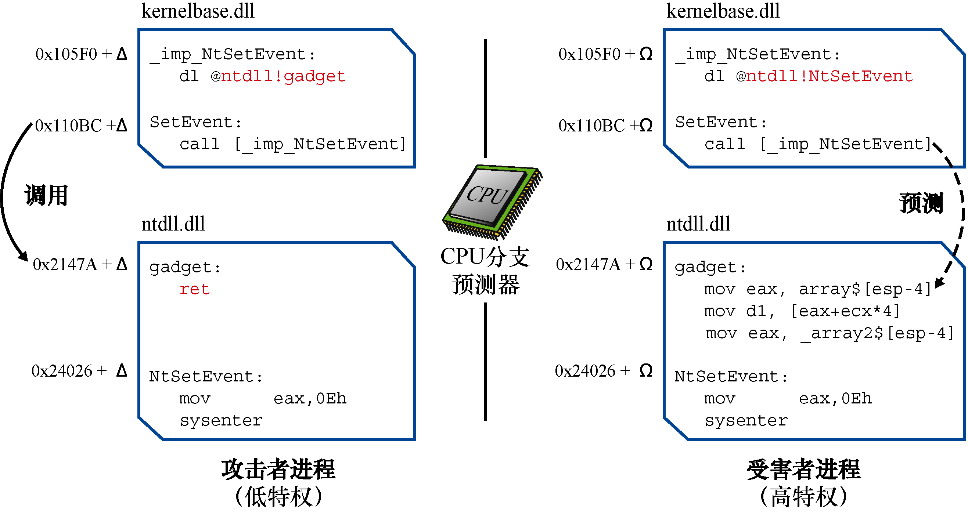 kernelbase.dll
0x105F0 + Δ
_imp_NtSetEvent:
dl @ntdll!gadget
0x110BC +Δ
SetEvent:
call [_imp_NtSetEvent]
调用
ntdll.dll
0x2147A + Δ
gadget:
ret
0x24026 + Δ
NtSetEvent:
mov eax,0Eh
sysenter
攻击者进程
（低特权）
CPU
CPU分支
预测器
kernelbase.dll
0x105F0 + Ω
_imp_NtSetEvent:
dl @ntdll!NtSetEvent
0x110BC +Ω
SetEvent:
call [_imp_NtSetEvent]
预测
ntdll.dll
0x2147A + Ω
gadget:
mov eax, array$[esp-4]
mov d1, [eax+ecx*4]
mov eax, _array2$[esp-4]
0x24026 + Ω
NtSetEvent:
mov eax,0Eh
sysenter
受害者进程
（高特权）